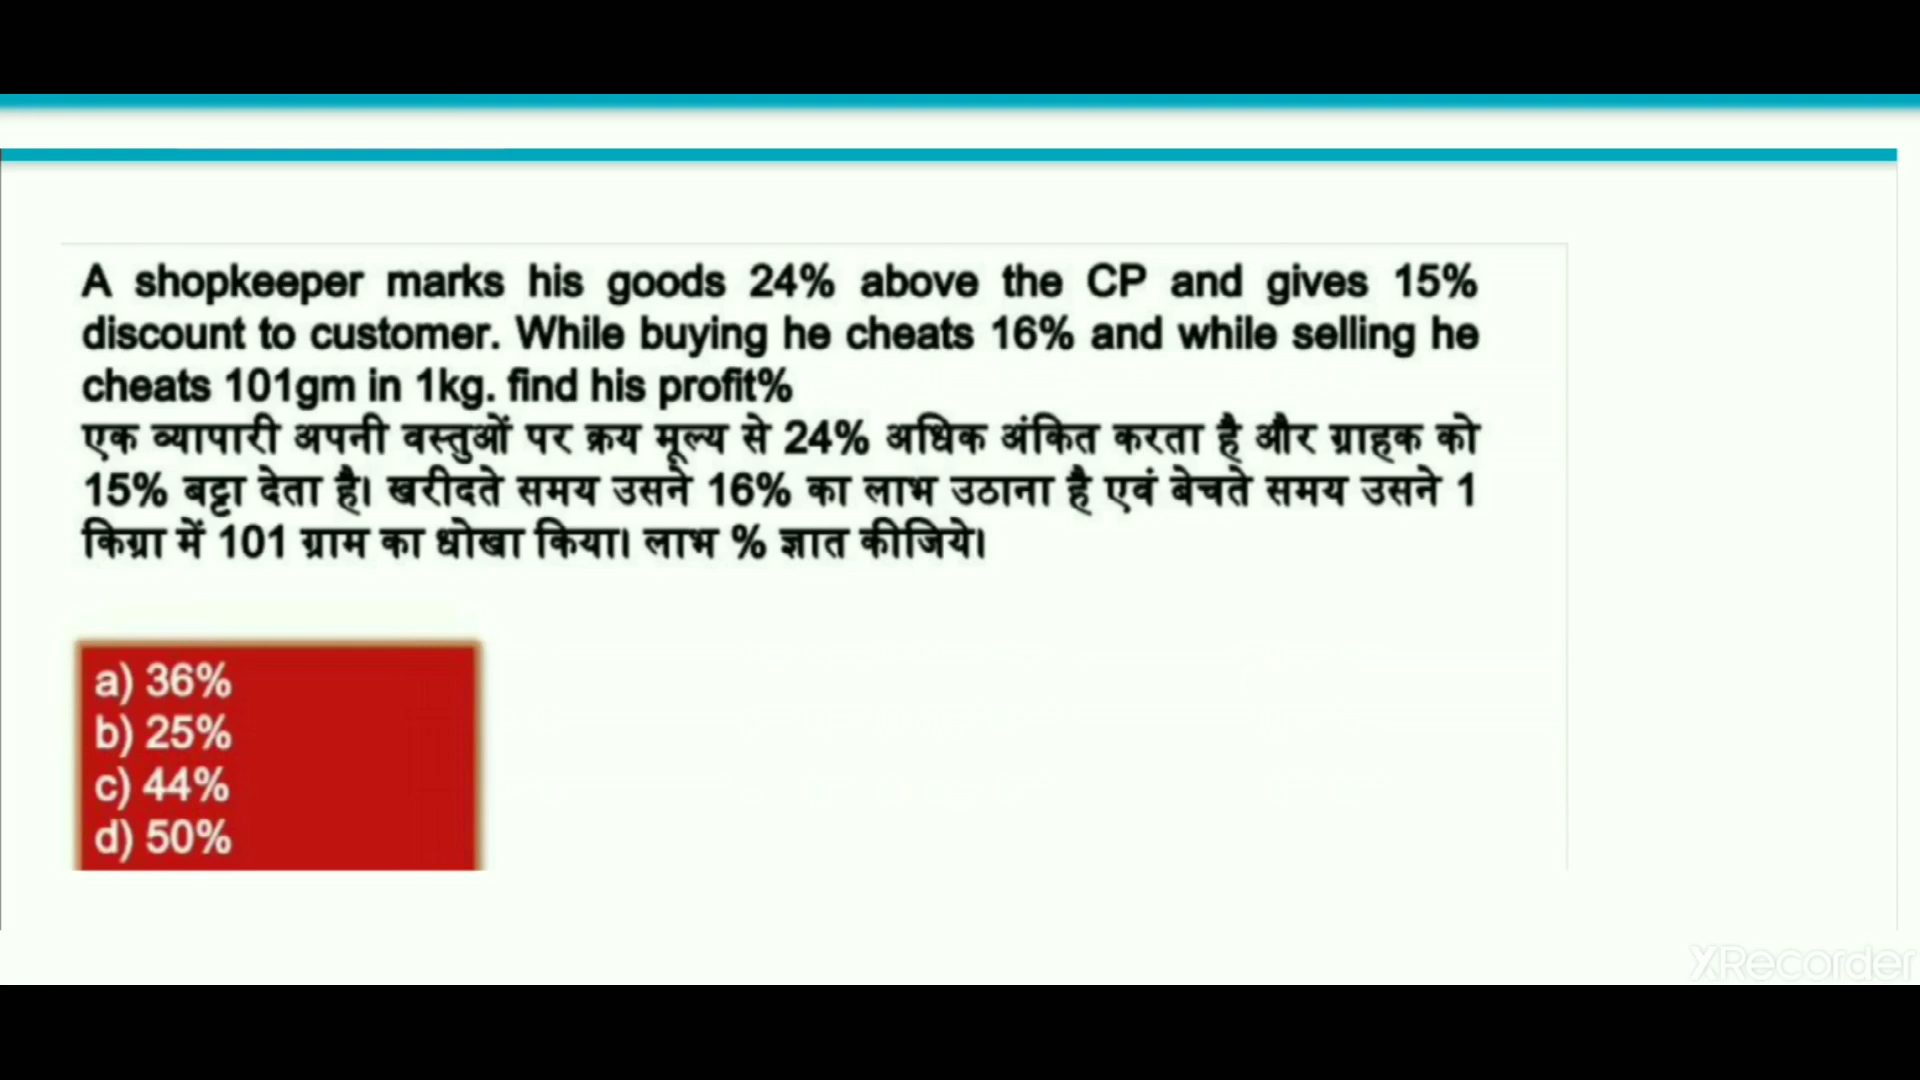 A shopkeeper marks his goods 24% above the CP and gives 15%
discount to customer. While buying he cheats 16% and while selling he
cheats 101gm in 1kg. find his profit%
एक व्यापारी अपनी वस्तुओं पर क्रय मूल्य से 24% अधिक अंकित करता है और ग्राहक को
15% बट्टा देता है। खरीदते समय उसने 16% का लाभ उठाना है एवं बेचते समय उसने 1
किग्रा में 101 ग्राम का धोखा किया। लाभ % ज्ञात कीजिये।
a) 36%
b) 25%
c) 44%
d) 50%
XRecorder